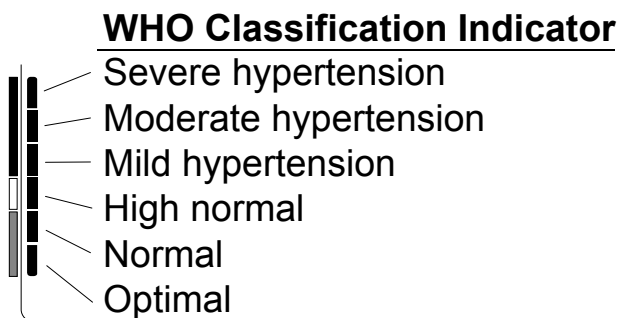 WHO Classification Indicator
Severe hypertension
Moderate hypertension
Mild hypertension
High normal
Normal
Optimal